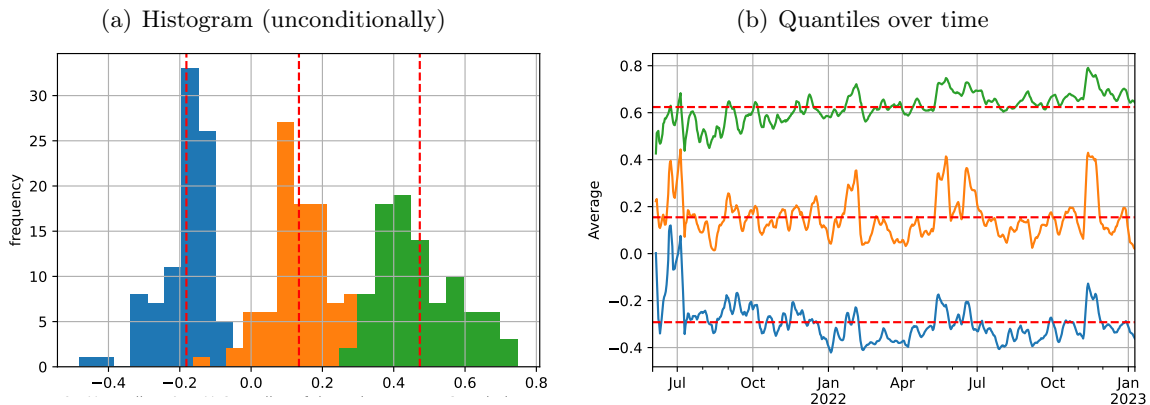 (a) Histogram (unconditionally)
(b) Quantiles over time
frequency
30
25
20
15
10
5
0
−0.4
−0.2
0.0
0.2
0.4
0.6
0.8
Average
0.8
0.6
0.4
0.2
0.0
−0.2
−0.4
Jul
Oct
Jan
2022
Apr
Jul
Oct
Jan
2023